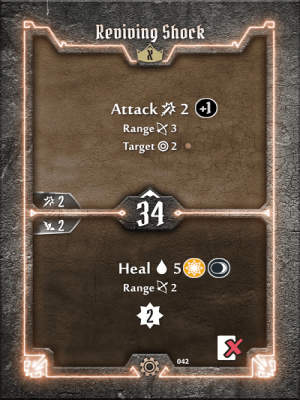 Reviving Shock
X
Attack 2 +1
Range 3
Target 2
2
34
2
Heal 5
Range 2
2
042